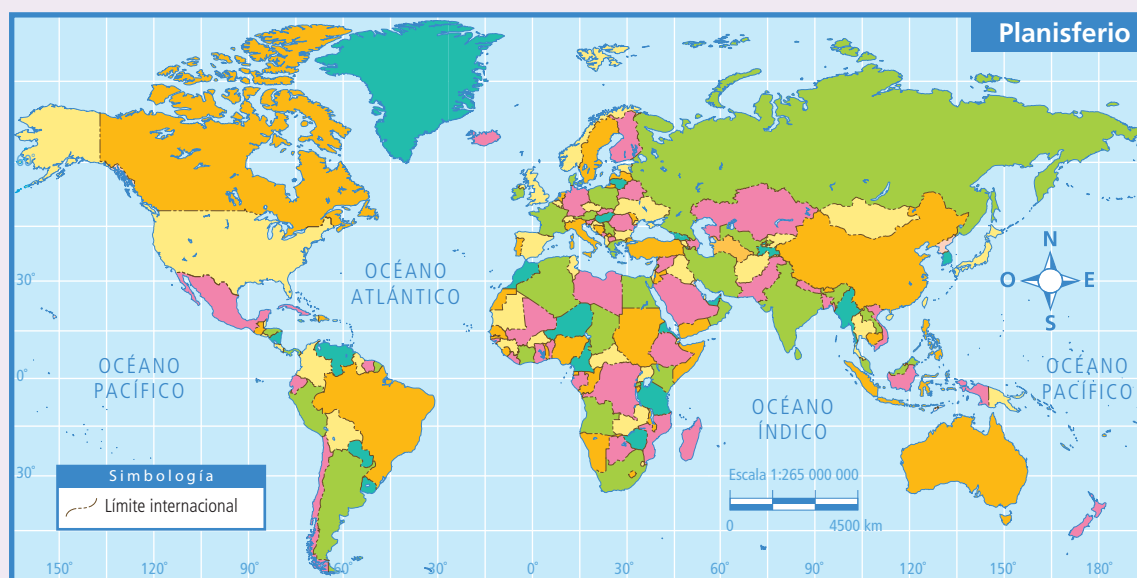 Planisferio
60°
OCÉANO
ATLÁNTICO
N
O
E
S
30°
OCÉANO
PACÍFICO
OCÉANO
PACÍFICO
0°
OCÉANO
ÍNDICO
30°
Simbología
Límite internacional
Escala 1:265 000 000
0
4500 km
150°
120°
90°
60°
30°
0°
30°
60°
90°
120°
150°
180°